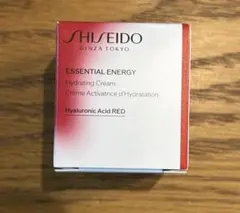 SHISEIDO
GINZA TOKYO
ESSENTIAL ENERGY
Hydrating Cream
Crème Activatrice d'Hydratation
Hyaluronic Acid RED